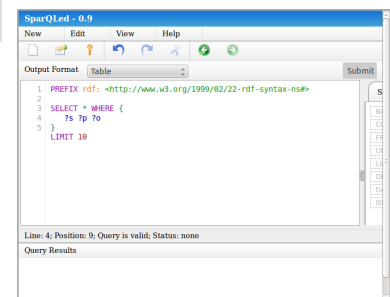 SparQLed - 0.9
New Edit View Help
Output Format Table Submit
1 PREFIX rdf: <http://www.w3.org/1999/02/22-rdf-syntax-ns#>
2
3 SELECT * WHERE {
4 ?s ?p ?o
5 }
LIMIT 10
S
Line: 4; Position: 9; Query is valid; Status: none
Query Results